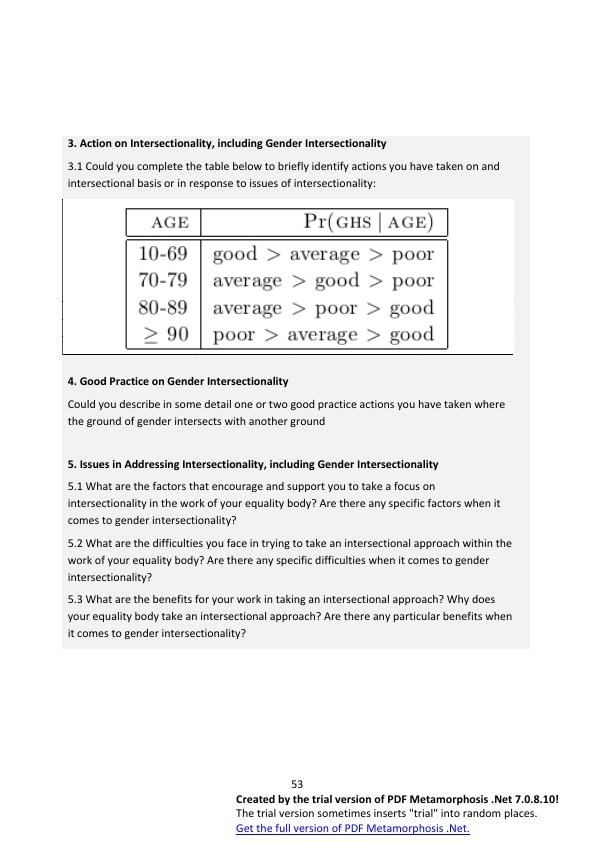 3. Action on Intersectionality, including Gender Intersectionality
3.1 Could you complete the table below to briefly identify actions you have taken on and
intersectional basis or in response to issues of intersectionality:
AGE Pr(GHS | AGE)
10-69 good > average > poor
70-79 average > good > poor
80-89 average > poor > good
≥ 90 poor > average > good
4. Good Practice on Gender Intersectionality
Could you describe in some detail one or two good practice actions you have taken where
the ground of gender intersects with another ground
5. Issues in Addressing Intersectionality, including Gender Intersectionality
5.1 What are the factors that encourage and support you to take a focus on
intersectionality in the work of your equality body? Are there any specific factors when it
comes to gender intersectionality?
5.2 What are the difficulties you face in trying to take an intersectional approach within the
work of your equality body? Are there any specific difficulties when it comes to gender
intersectionality?
5.3 What are the benefits for your work in taking an intersectional approach? Why does
your equality body take an intersectional approach? Are there any particular benefits when
it comes to gender intersectionality?
53
Created by the trial version of PDF Metamorphosis .Net 7.0.8.10!
The trial version sometimes inserts "trial" into random places.
Get the full version of PDF Metamorphosis .Net.